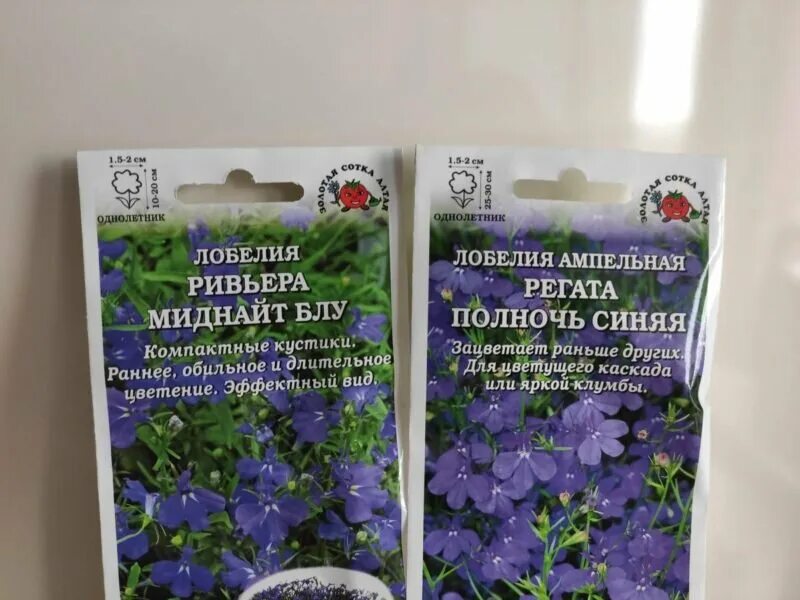 1.5-2 см
10-20 см
ОДНОЛЕТНИК
ЗОЛОТАЯ СОТКА АЛТАЯ
ЛОБЕЛИЯ
РИВЬЕРА
МИДНАЙТ БЛУ
Компактные кустики.
Раннее, обильное и длительное
цветение. Эффектный вид.
1.5-2 см
25-30 см
ОДНОЛЕТНИК
ЗОЛОТАЯ СОТКА АЛТАЯ
ЛОБЕЛИЯ АМПЕЛЬНАЯ
РЕГАТА
ПОЛНОЧЬ СИНЯЯ
Зацветает раньше других.
Для цветущего каскада
или яркой клумбы.